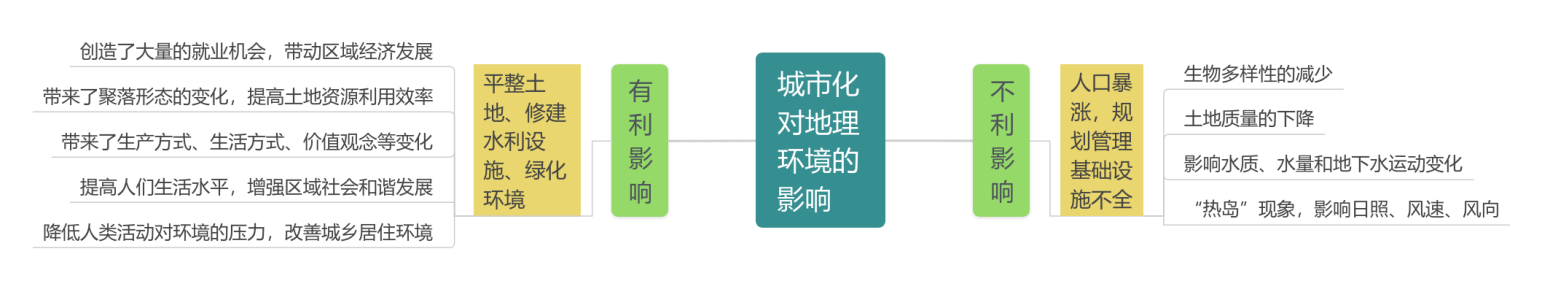 城市化
对地理
环境的
影响
有
利
影
响
平整土
地、修建
水利设
施、绿化
环境
创造了大量的就业机会，带动区域经济发展
带来了聚落形态的变化，提高土地资源利用效率
带来了生产方式、生活方式、价值观念等变化
提高人们生活水平，增强区域社会和谐发展
降低人类活动对环境的压力，改善城乡居住环境
不
利
影
响
人口暴
涨，规
划管理
基础设
施不全
生物多样性的减少
土地质量的下降
影响水质、水量和地下水运动变化
“热岛”现象，影响日照、风速、风向